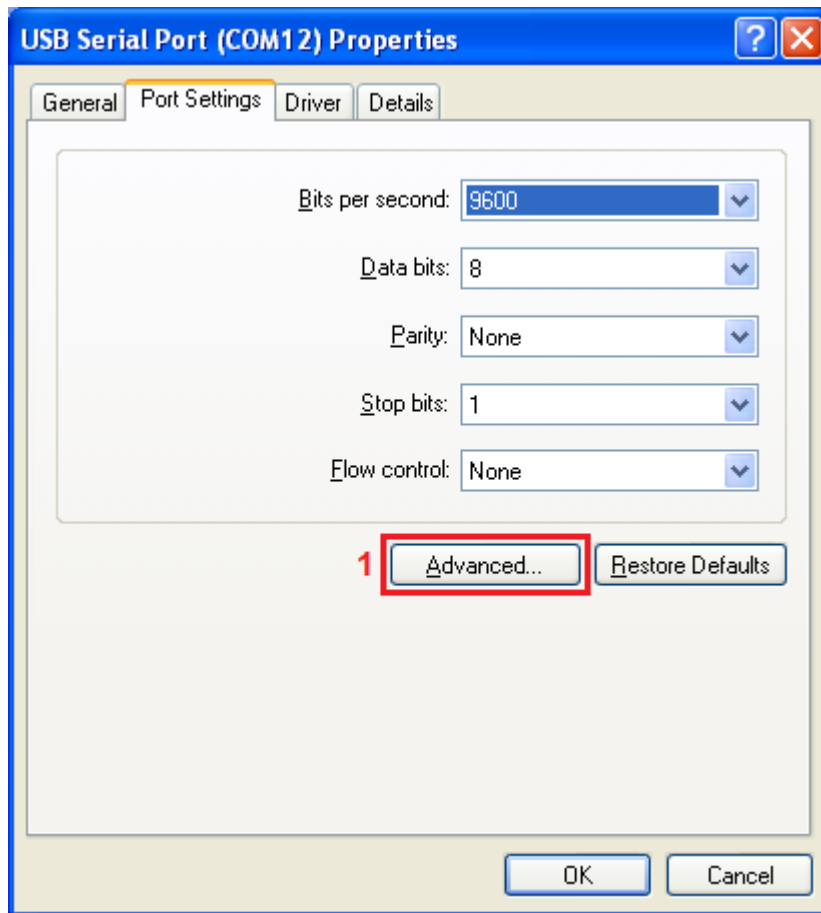 USB Serial Port (COM12) Properties
General Port Settings Driver Details
Bits per second: 9600
Data bits: 8
Parity: None
Stop bits: 1
Flow control: None
1 Advanced... Restore Defaults
OK Cancel